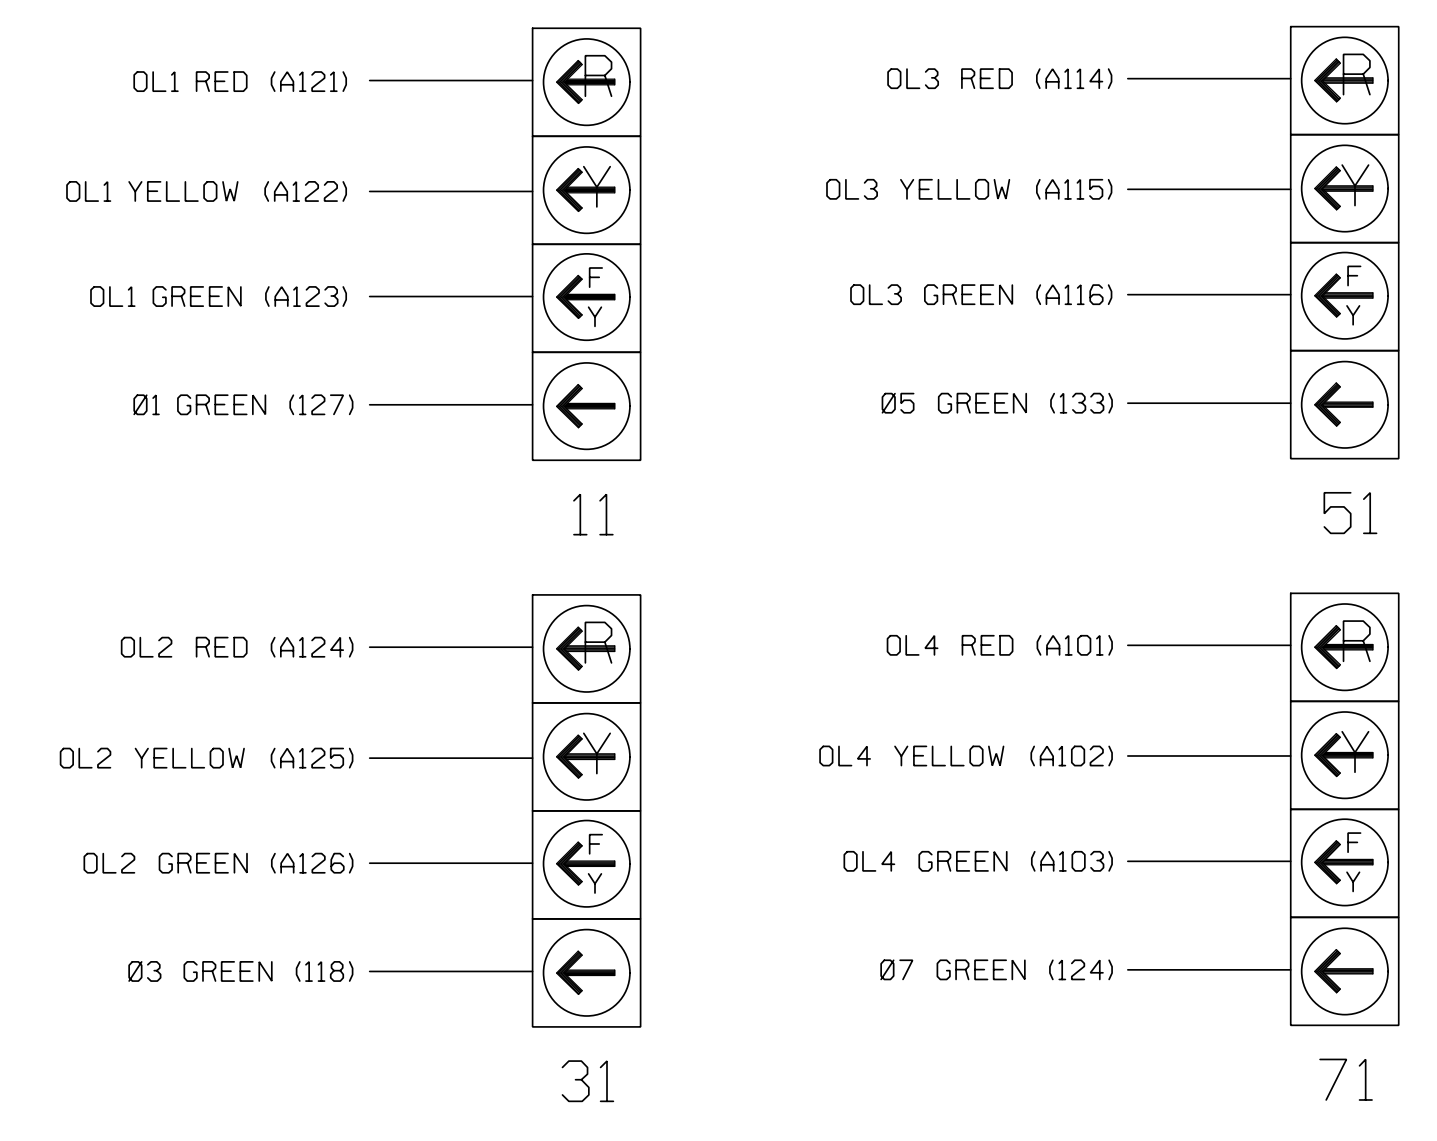 OL1 RED (A121)
R
OL1 YELLOW (A122)
Y
OL1 GREEN (A123)
F
Y
Ø1 GREEN (127)
11
OL3 RED (A114)
R
OL3 YELLOW (A115)
Y
OL3 GREEN (A116)
F
Y
Ø5 GREEN (133)
51
OL2 RED (A124)
R
OL2 YELLOW (A125)
Y
OL2 GREEN (A126)
F
Y
Ø3 GREEN (118)
31
OL4 RED (A101)
R
OL4 YELLOW (A102)
Y
OL4 GREEN (A103)
F
Y
Ø7 GREEN (124)
71